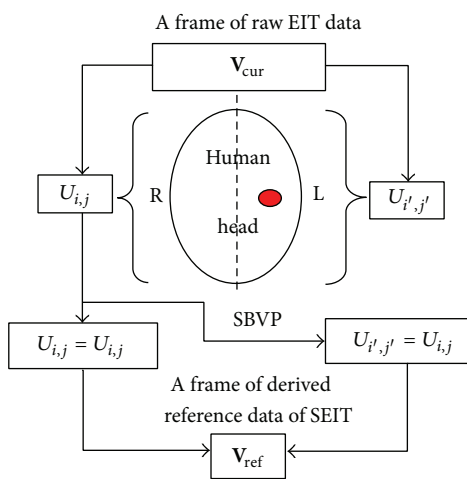 A frame of raw EIT data
V_cur
Human
R L
U_{i,j} U_{i′,j′}
head
SBVP
U_{i,j} = U_{i,j} U_{i′,j′} = U_{i,j}
A frame of derived
reference data of SEIT
V_ref